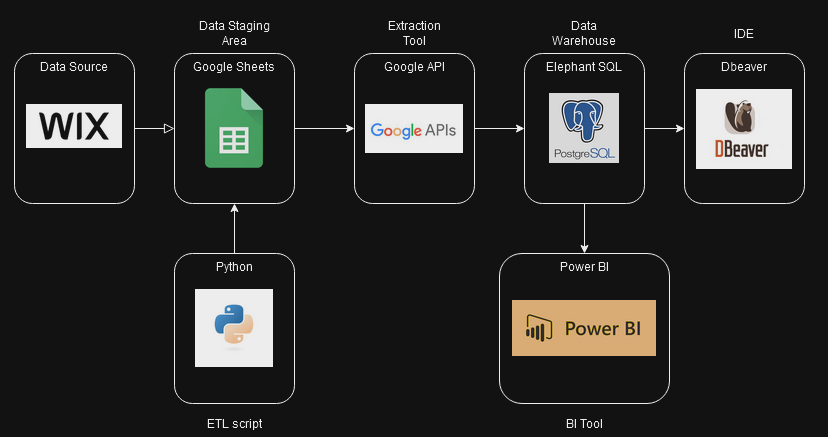 Data Staging
Area
Extraction
Tool
Data
Warehouse
IDE
Data Source
Google Sheets
Google API
Elephant SQL
Dbeaver
WIX
Google APIs
PostgreSQL
DBeaver
Python
Power BI
Power BI
ETL script
BI Tool